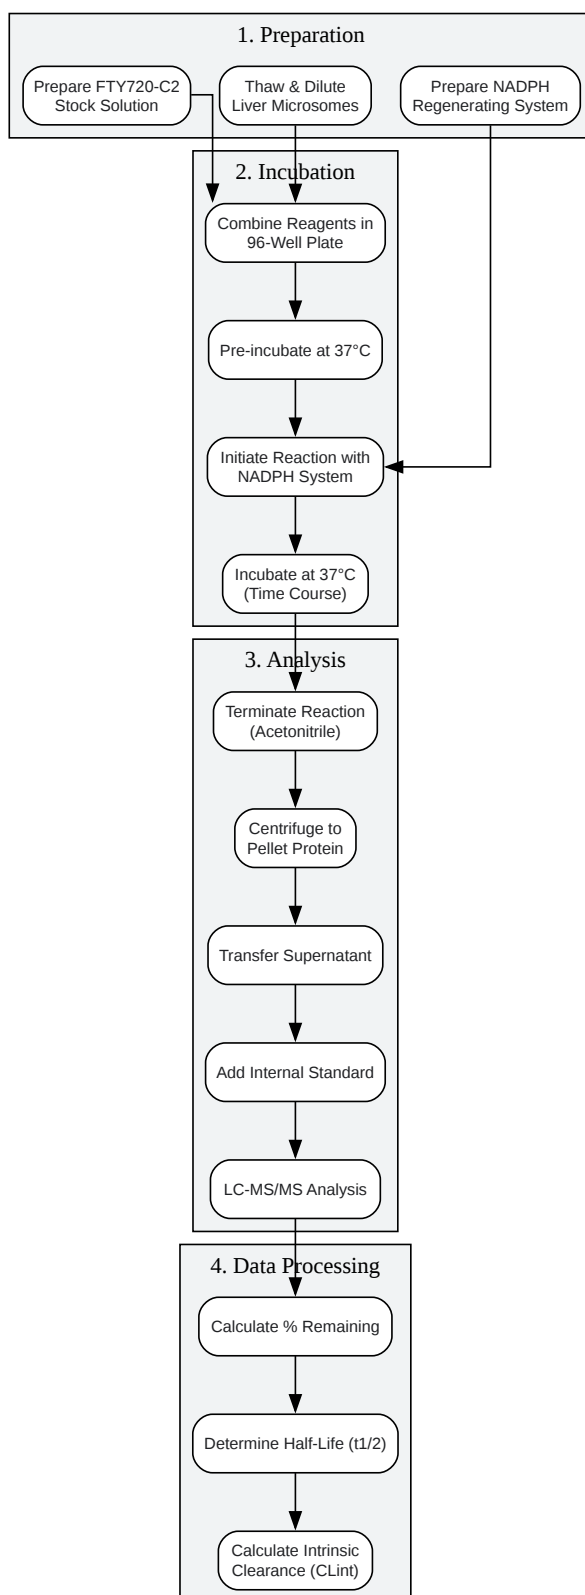 1. Preparation
Prepare FTY720-C2
Stock Solution
Thaw & Dilute
Liver Microsomes
Prepare NADPH
Regenerating System
2. Incubation
Combine Reagents in
96-Well Plate
Pre-incubate at 37°C
Initiate Reaction with
NADPH System
Incubate at 37°C
(Time Course)
3. Analysis
Terminate Reaction
(Acetonitrile)
Centrifuge to
Pellet Protein
Transfer Supernatant
Add Internal Standard
LC-MS/MS Analysis
4. Data Processing
Calculate % Remaining
Determine Half-Life (t1/2)
Calculate Intrinsic
Clearance (CLint)